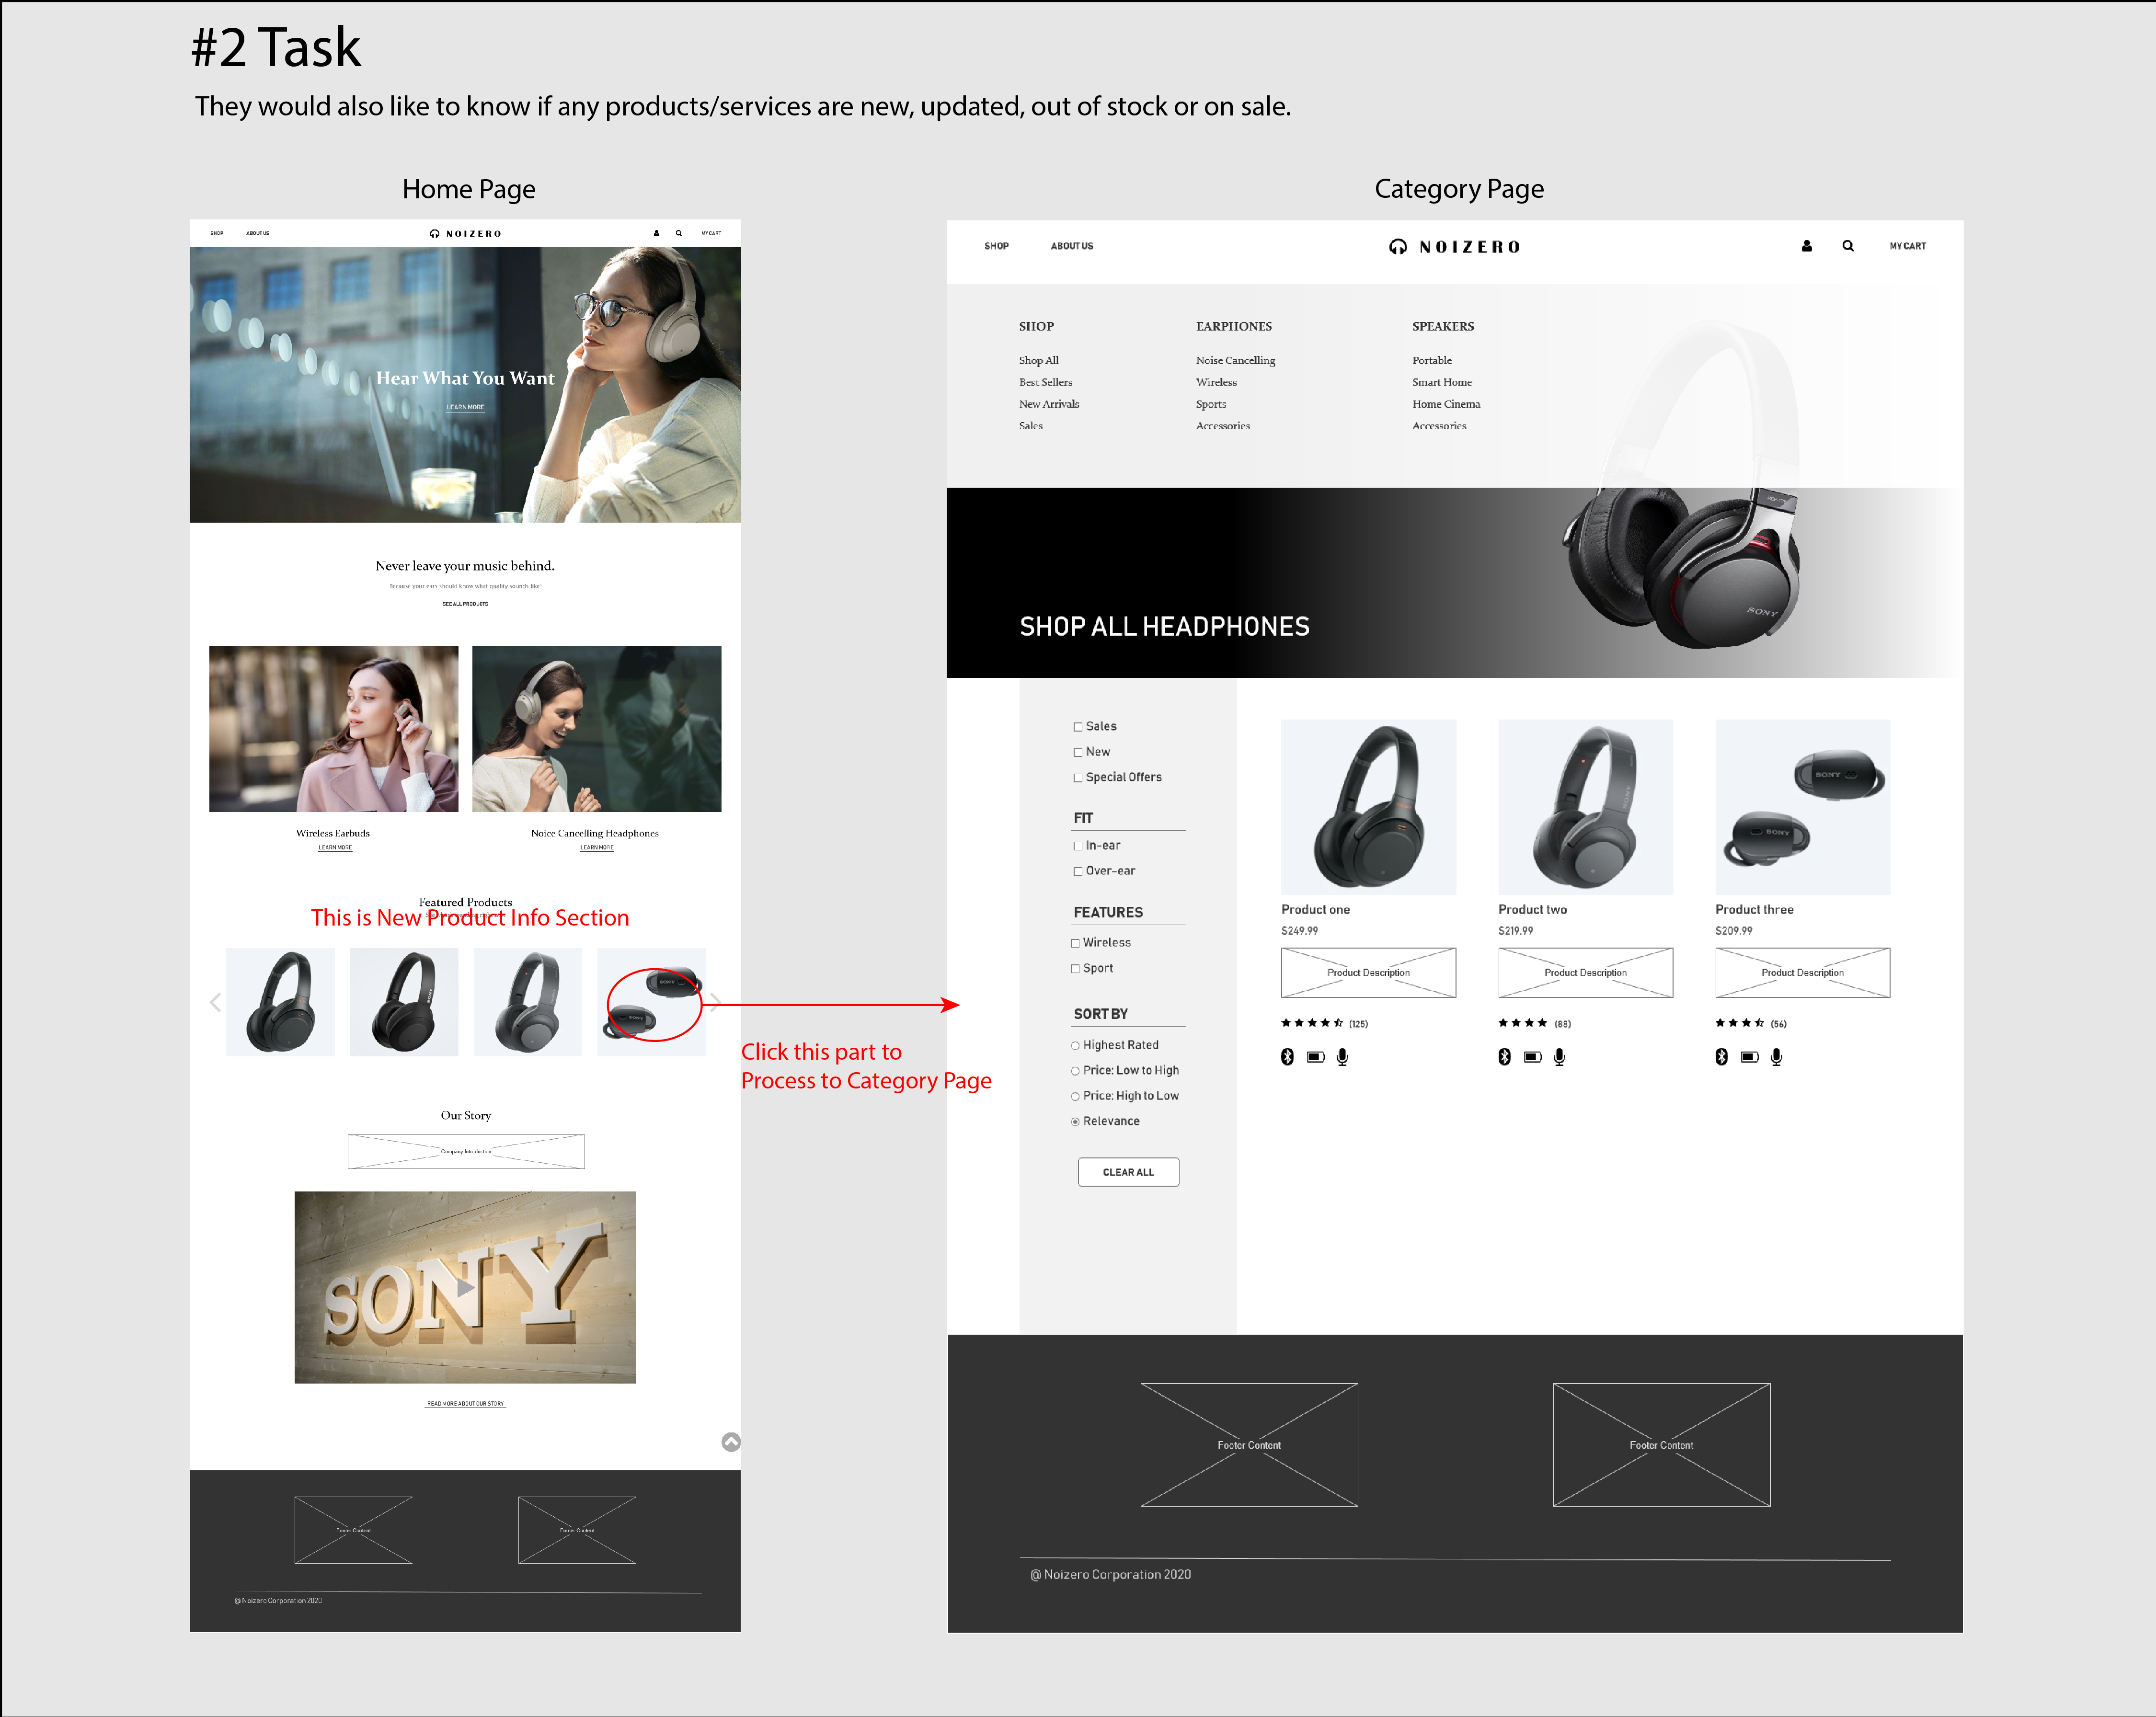 #2 Task
They would also like to know if any products/services are new, updated, out of stock or on sale.
Home Page
SHOP ABOUT US NOIZERO MY CART
Hear What You Want
LEARN MORE
Never leave your music behind.
Because your ears should know what quality sounds like!
SEE ALL PRODUCTS
Wireless Earbuds
LEARN MORE
Noice Cancelling Headphones
LEARN MORE
Featured Products
This is New Product Info Section
SONY
SONY
SONY
Click this part to
Process to Category Page
Our Story
Company Introduction
SONY
READ MORE ABOUT OUR STORY
Footer Content
Footer Content
@ Noizero Corporation 2020
Category Page
SHOP ABOUT US NOIZERO MY CART
SHOP
Shop All
Best Sellers
New Arrivals
Sales
EARPHONES
Noise Cancelling
Wireless
Sports
Accessories
SPEAKERS
Portable
Smart Home
Home Cinema
Accessories
SONY
SHOP ALL HEADPHONES
Sales
New
Special Offers
FIT
In-ear
Over-ear
FEATURES
Wireless
Sport
SORT BY
Highest Rated
Price: Low to High
Price: High to Low
Relevance
CLEAR ALL
Product one
$249.99
Product Description
(125)
SONY
Product two
$219.99
Product Description
(88)
SONY
SONY
Product three
$209.99
Product Description
(56)
Footer Content
Footer Content
@ Noizero Corporation 2020